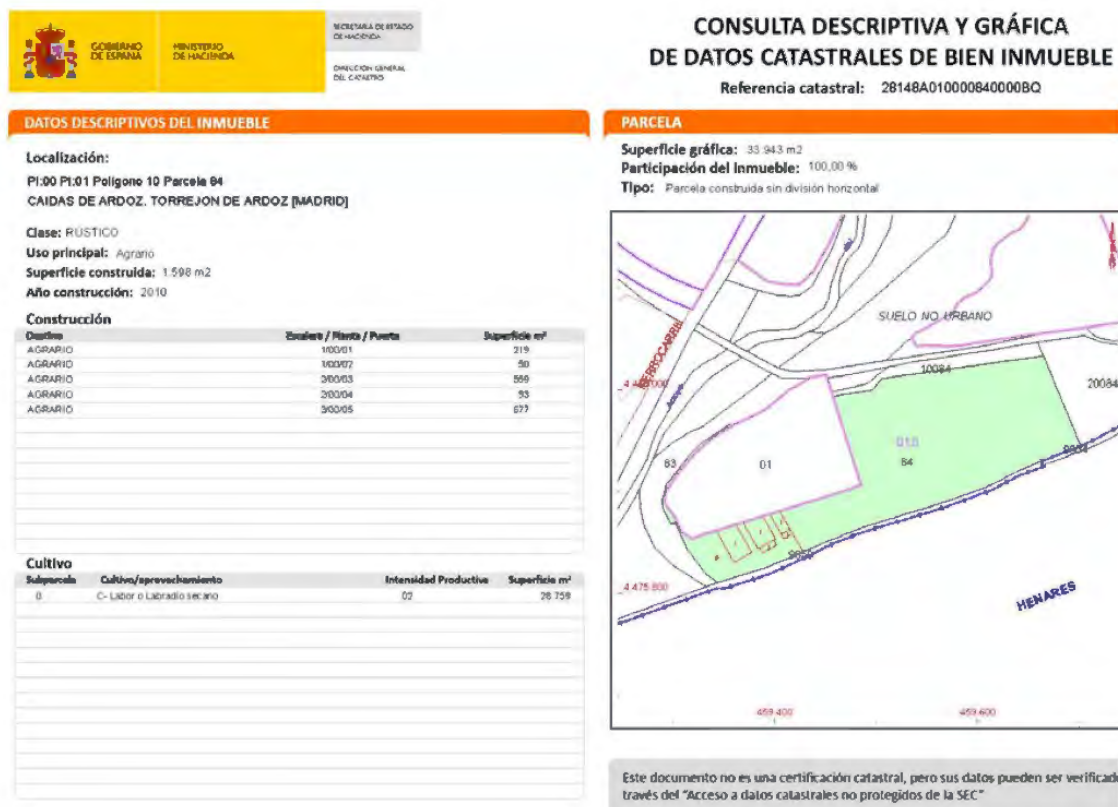 GOBIERNO
DE ESPAÑA
MINISTERIO
DE HACIENDA
SECRETARÍA DE ESTADO
DE HACIENDA
DIRECCIÓN GENERAL
DEL CATASTRO
CONSULTA DESCRIPTIVA Y GRÁFICA
DE DATOS CATASTRALES DE BIEN INMUEBLE
Referencia catastral: 28148A010000840000BQ
DATOS DESCRIPTIVOS DEL INMUEBLE
Localización:
Pl:00 Pt:01 Polígono 10 Parcela 84
CAIDAS DE ARDOZ. TORREJON DE ARDOZ [MADRID]
Clase: RÚSTICO
Uso principal: Agrario
Superficie construida: 1.598 m2
Año construcción: 2010
Construcción
Destino Escalera / Planta / Puerta Superficie m²
AGRARIO 1/00/01 219
AGRARIO 1/00/02 50
AGRARIO 2/00/03 559
AGRARIO 2/00/04 93
AGRARIO 3/00/05 677
Cultivo
Subparcela Cultivo/aprovechamiento Intensidad Productiva Superficie m²
0 C- Labor o Labradío secano 02 28.759
PARCELA
Superficie gráfica: 33.943 m2
Participación del Inmueble: 100,00 %
Tipo: Parcela construida sin división horizontal
SUELO NO URBANO
FERROCARRIL
10084
20084
63
01
84
4.475.800
HENARES
459.400
459.600
Este documento no es una certificación catastral, pero sus datos pueden ser verificado
través del "Acceso a datos catastrales no protegidos de la SEC"